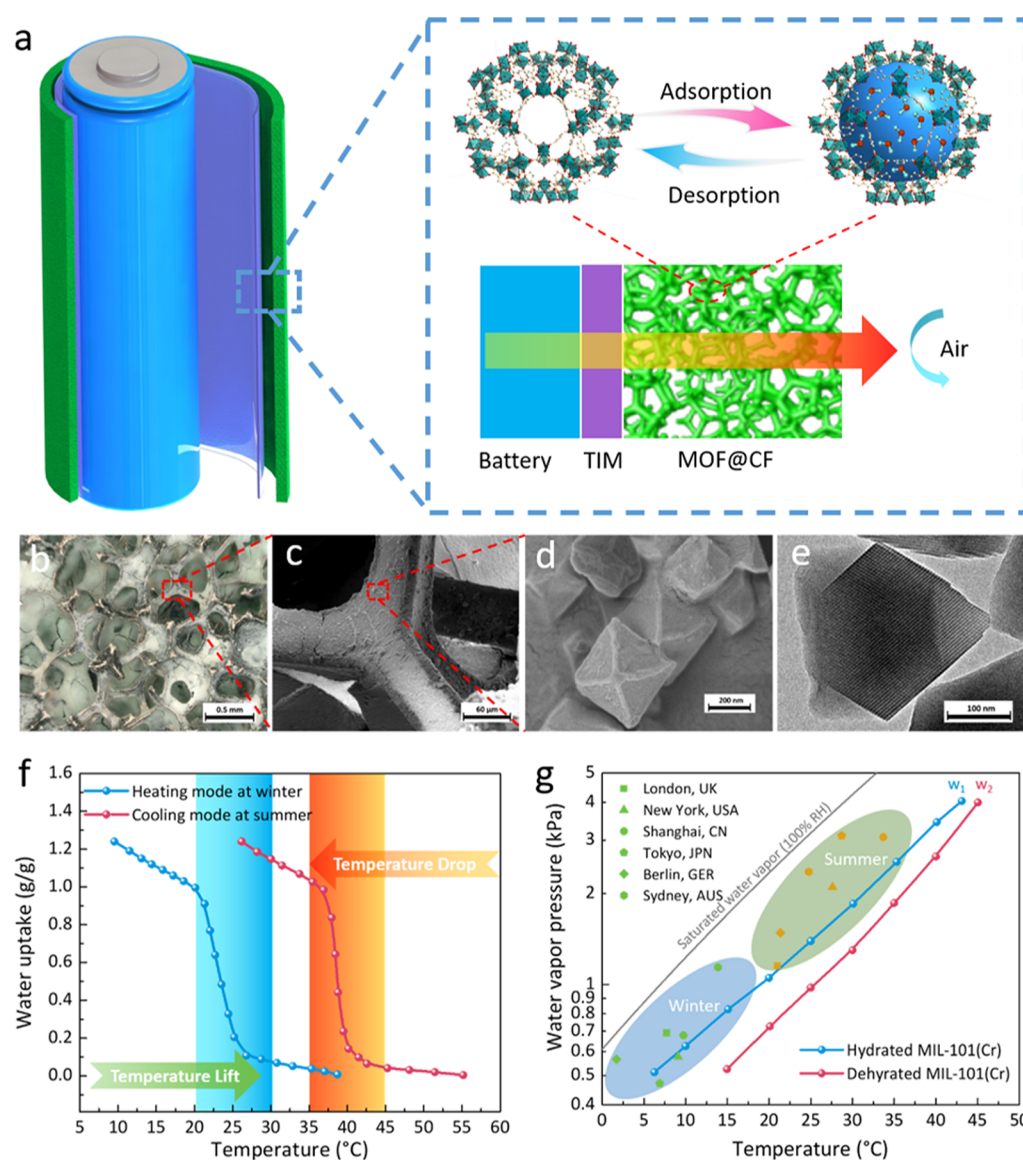 a
Adsorption
Desorption
Air
Battery
TIM
MOF@CF
b
0.5 mm
c
60 μm
d
200 nm
e
100 nm
f
Water uptake (g/g)
1.6
1.4
1.2
1.0
0.8
0.6
0.4
0.2
0.0
Heating mode at winter
Cooling mode at summer
Temperature Drop
Temperature Lift
5 10 15 20 25 30 35 40 45 50 55 60
Temperature (°C)
g
Water vapor pressure (kPa)
5
4
3
2
1
0.9
0.8
0.7
0.6
0.5
0.4
London, UK
New York, USA
Shanghai, CN
Tokyo, JPN
Berlin, GER
Sydney, AUS
Saturated water vapor (100% RH)
W₁
W₂
Summer
Winter
Hydrated MIL-101(Cr)
Dehyrated MIL-101(Cr)
0 5 10 15 20 25 30 35 40 45 50
Temperature (°C)